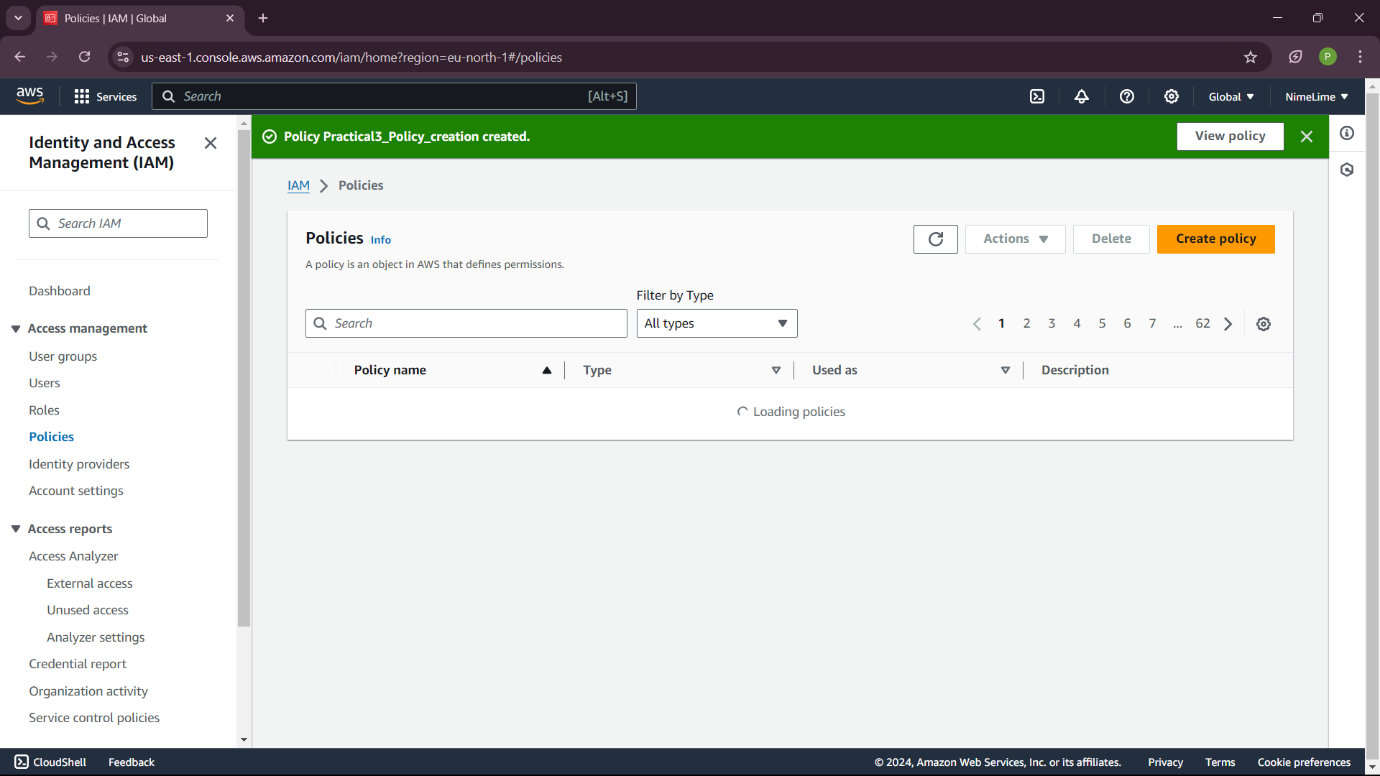 Policies | IAM | Global
us-east-1.console.aws.amazon.com/iam/home?region=eu-north-1#/policies
P
aws
Services
Search
[Alt+S]
Global
NimeLime
Identity and Access
Management (IAM)
Search IAM
Dashboard
Access management
User groups
Users
Roles
Policies
Identity providers
Account settings
Access reports
Access Analyzer
External access
Unused access
Analyzer settings
Credential report
Organization activity
Service control policies
Policy Practical3_Policy_creation created.
View policy
IAM
Policies
Policies Info
A policy is an object in AWS that defines permissions.
Actions
Delete
Create policy
Filter by Type
Search
All types
1 2 3 4 5 6 7 ... 62
Policy name
Type
Used as
Description
Loading policies
CloudShell
Feedback
© 2024, Amazon Web Services, Inc. or its affiliates.
Privacy
Terms
Cookie preferences